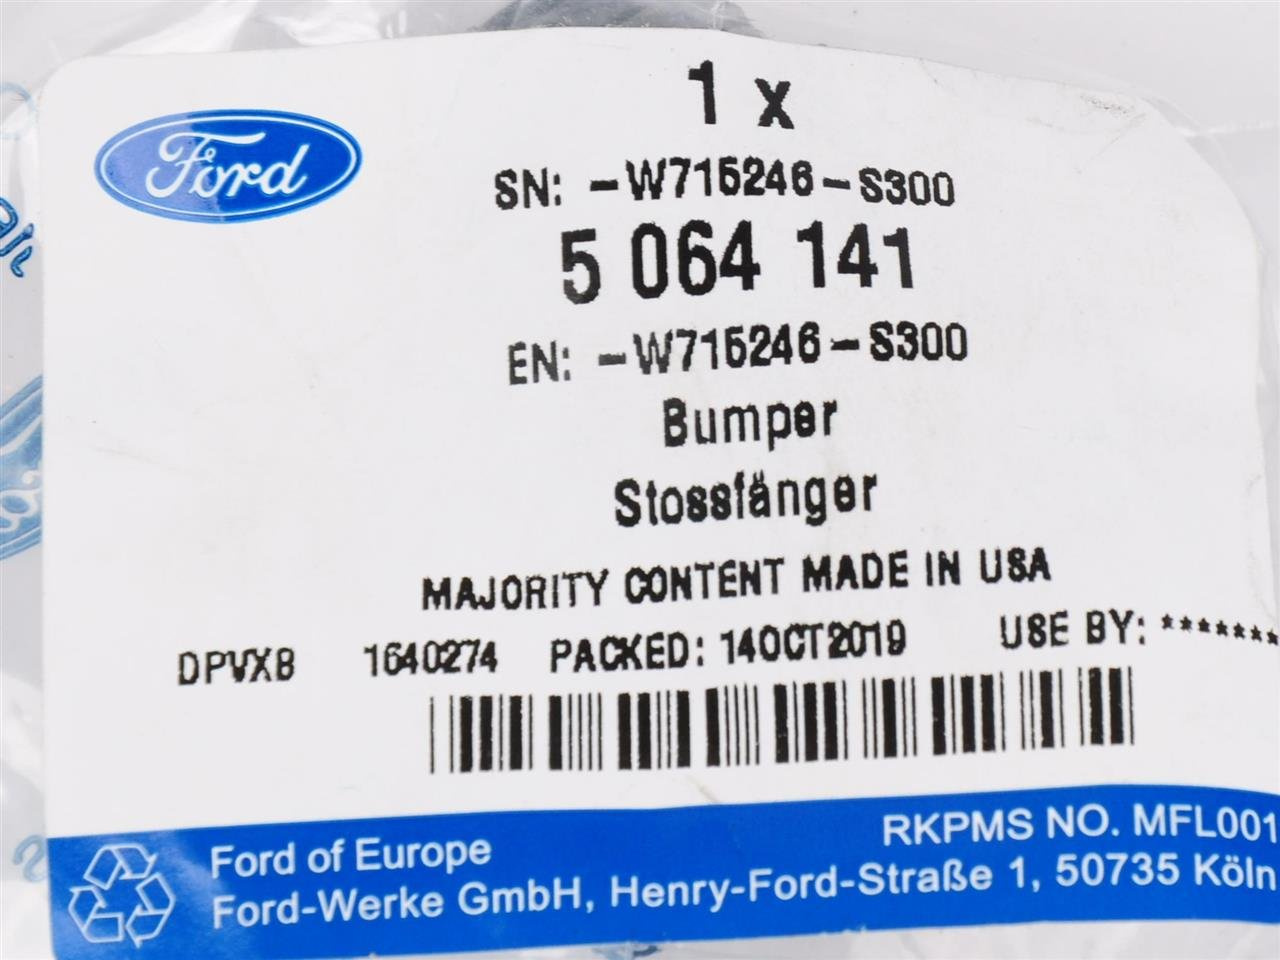 Ford
1 x
SN: -W715246-S300
5 064 141
EN: -W715246-S300
Bumper
Stossfänger
MAJORITY CONTENT MADE IN USA
DPVXB 1640274 PACKED: 14OCT2019 USE BY: *******
RKPMS NO. MFL001
Ford of Europe
Ford-Werke GmbH, Henry-Ford-Straße 1, 50735 Köln